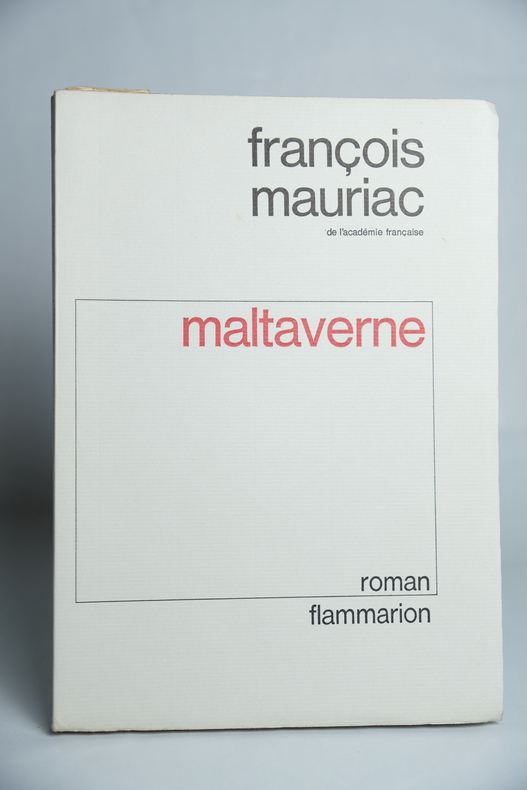 françois
mauriac
de l'académie française
maltaverne
roman
flammarion